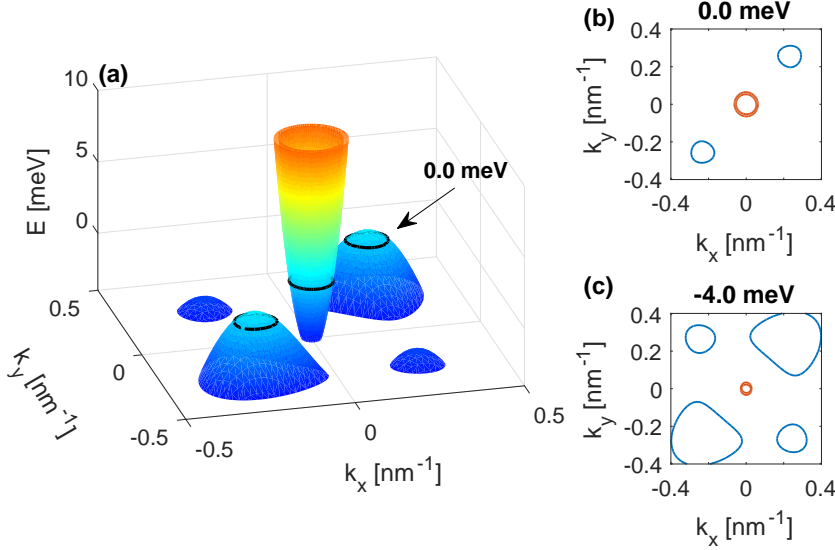 (a)
10
5
0
E [meV]
0.0 meV
0.5
0
-0.5
k_y [nm^-1]
-0.5
0
0.5
k_x [nm^-1]
(b) 0.0 meV
0.4
0.2
0
-0.2
-0.4
k_y [nm^-1]
-0.4 0 0.4
k_x [nm^-1]
(c) -4.0 meV
0.4
0.2
0
-0.2
-0.4
k_y [nm^-1]
-0.4 0 0.4
k_x [nm^-1]